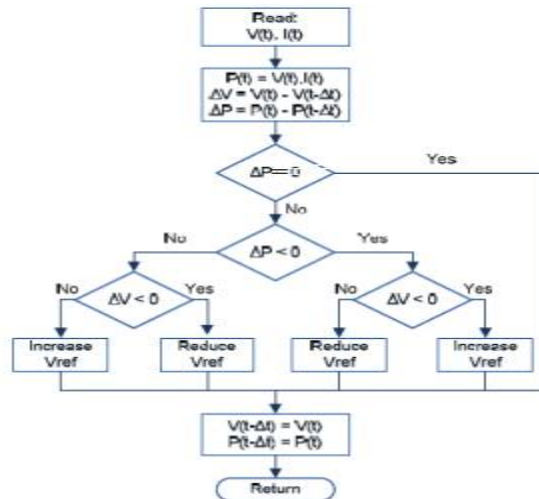 Read:
V(t), I(t)
P(t) = V(t).I(t)
ΔV = V(t) - V(t-Δt)
ΔP = P(t) - P(t-Δt)
ΔP=0
Yes
No
No
ΔP < 0
Yes
No
ΔV < 0
Yes
No
ΔV < 0
Yes
Increase
Vref
Reduce
Vref
Reduce
Vref
Increase
Vref
V(t-Δt) = V(t)
P(t-Δt) = P(t)
Return